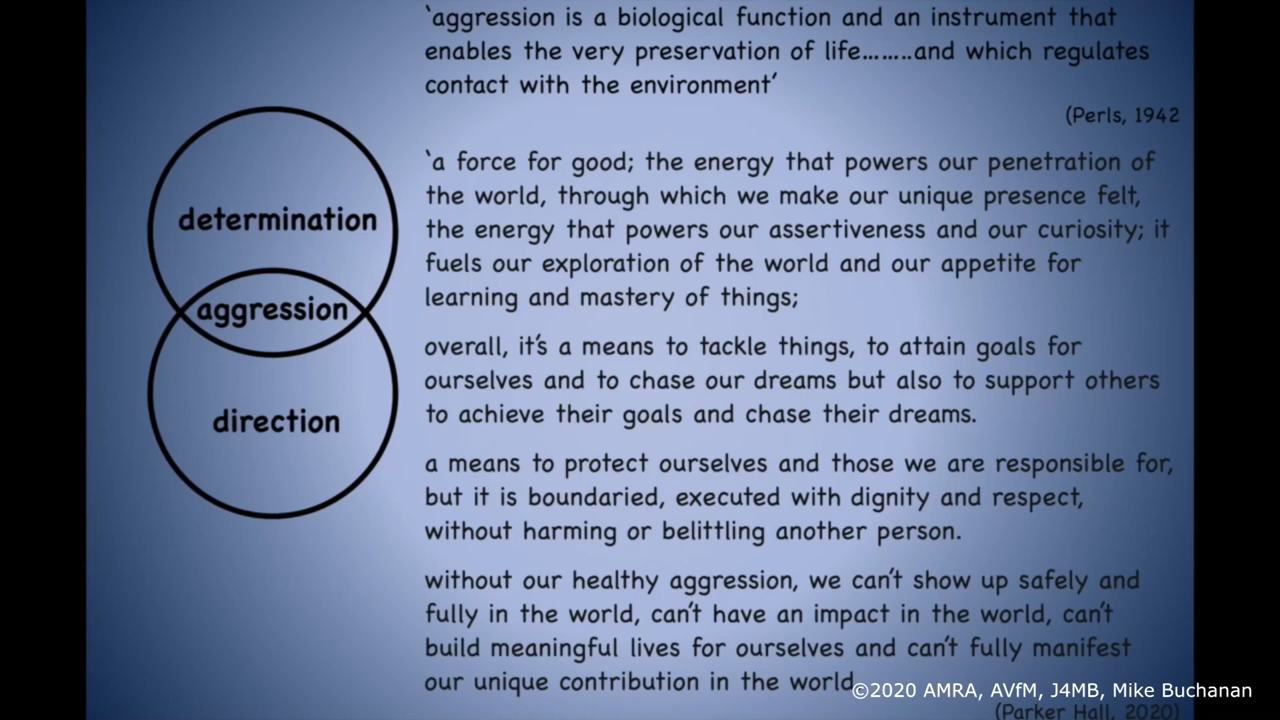 ‘aggression is a biological function and an instrument that
enables the very preservation of life........and which regulates
contact with the environment’
(Perls, 1942
determination
aggression
direction
‘a force for good; the energy that powers our penetration of
the world, through which we make our unique presence felt,
the energy that powers our assertiveness and our curiosity; it
fuels our exploration of the world and our appetite for
learning and mastery of things;
overall, it’s a means to tackle things, to attain goals for
ourselves and to chase our dreams but also to support others
to achieve their goals and chase their dreams.
a means to protect ourselves and those we are responsible for,
but it is boundaried, executed with dignity and respect,
without harming or belittling another person.
without our healthy aggression, we can’t show up safely and
fully in the world, can’t have an impact in the world, can’t
build meaningful lives for ourselves and can’t fully manifest
our unique contribution in the world
©2020 AMRA, AVfM, J4MB, Mike Buchanan
(Parker Hall, 2020)